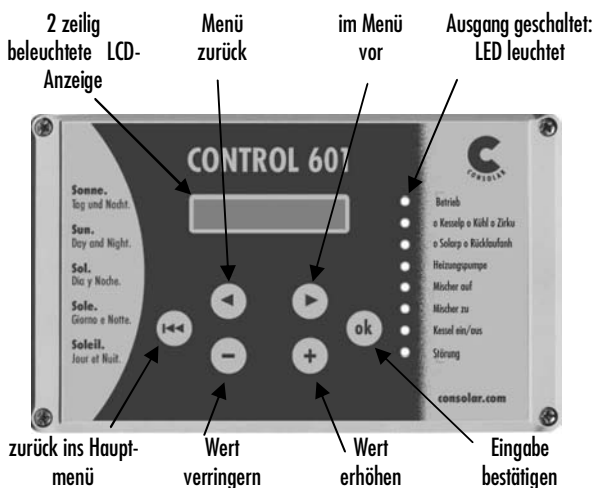 2 zeilig
beleuchtete LCD-
Anzeige
Menü
zurück
im Menü
vor
Ausgang geschaltet:
LED leuchtet
CONTROL 601
CONSOLAR
Sonne.
Tag und Nacht.
Sun.
Day and Night.
Sol.
Dia y Noche.
Sole.
Giorno e Notte.
Soleil.
Jour et Nuit.
Betrieb
o Kesselp o Kühl o Zirku
o Solarp o Rücklaufanh
Heizungspumpe
Mischer auf
Mischer zu
Kessel ein/aus
Störung
ok
consolar.com
zurück ins Haupt-
menü
Wert
verringern
Wert
erhöhen
Eingabe
bestätigen